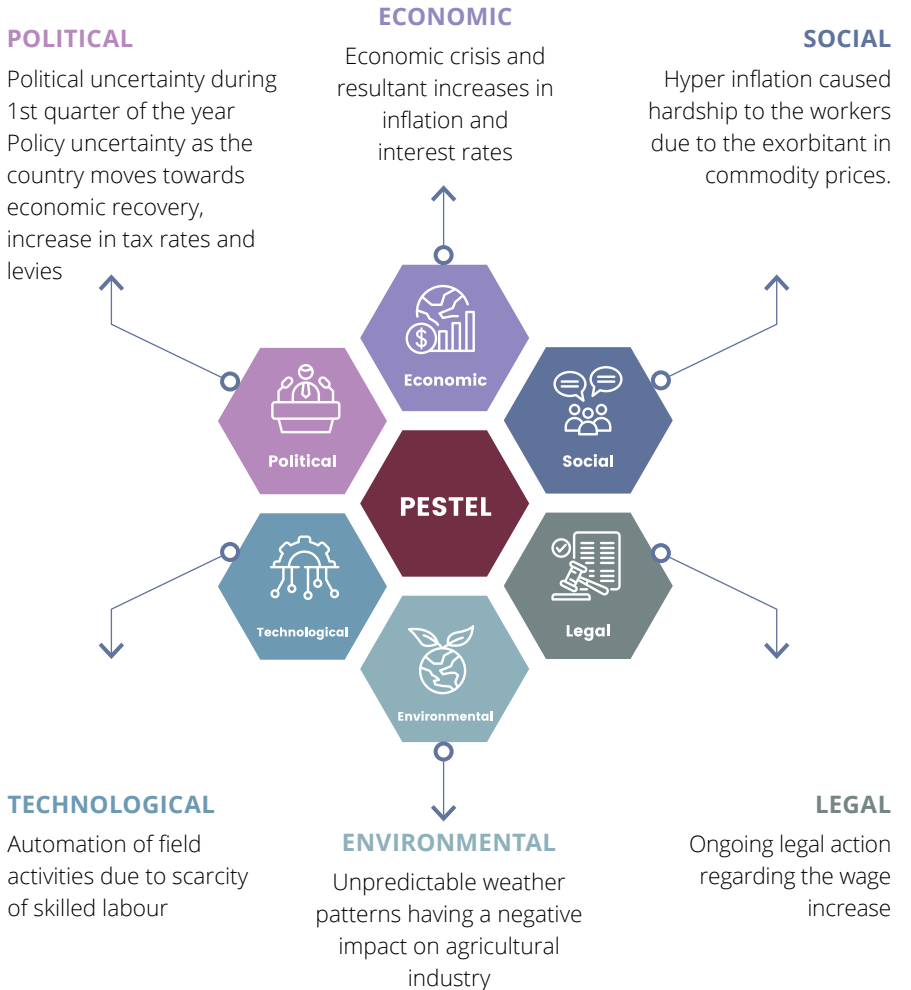 ECONOMIC
Economic crisis and
resultant increases in
inflation and
interest rates
POLITICAL
Political uncertainty during
1st quarter of the year
Policy uncertainty as the
country moves towards
economic recovery,
increase in tax rates and
levies
SOCIAL
Hyper inflation caused
hardship to the workers
due to the exorbitant in
commodity prices.
$
Economic
Political
Social
PESTEL
Technological
Legal
Environmental
TECHNOLOGICAL
Automation of field
activities due to scarcity
of skilled labour
ENVIRONMENTAL
Unpredictable weather
patterns having a negative
impact on agricultural
industry
LEGAL
Ongoing legal action
regarding the wage
increase